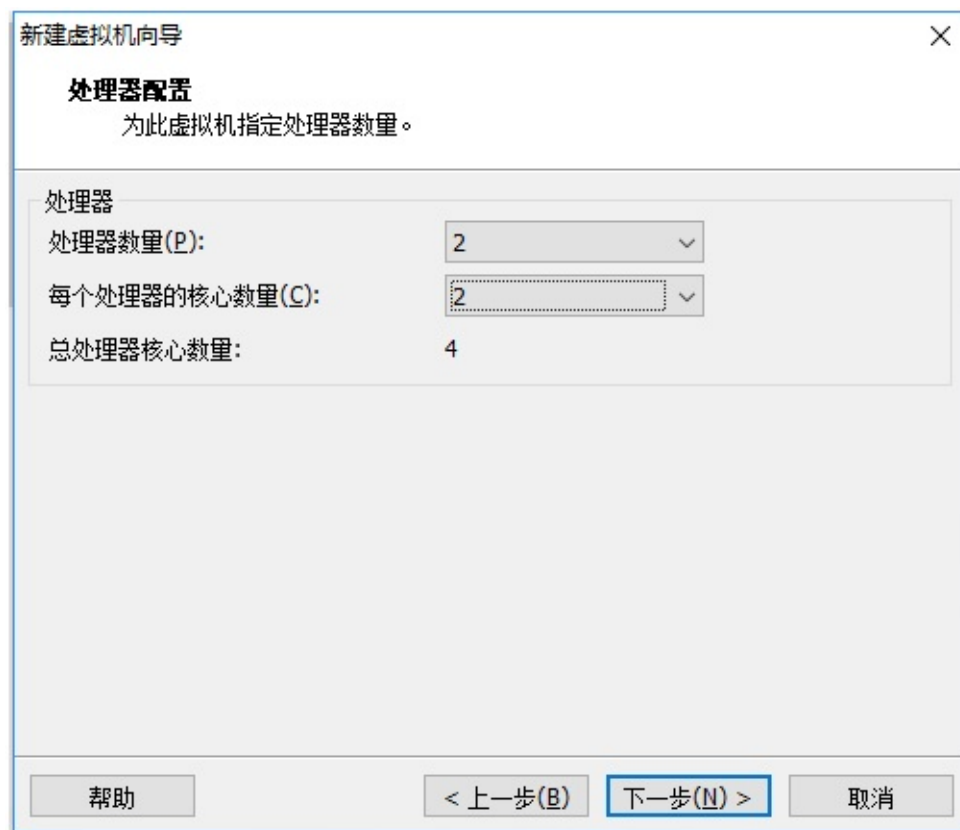 新建虚拟机向导
处理器配置
为此虚拟机指定处理器数量。
处理器
处理器数量(P): 2
每个处理器的核心数量(C): 2
总处理器核心数量: 4
帮助 < 上一步(B) 下一步(N) > 取消